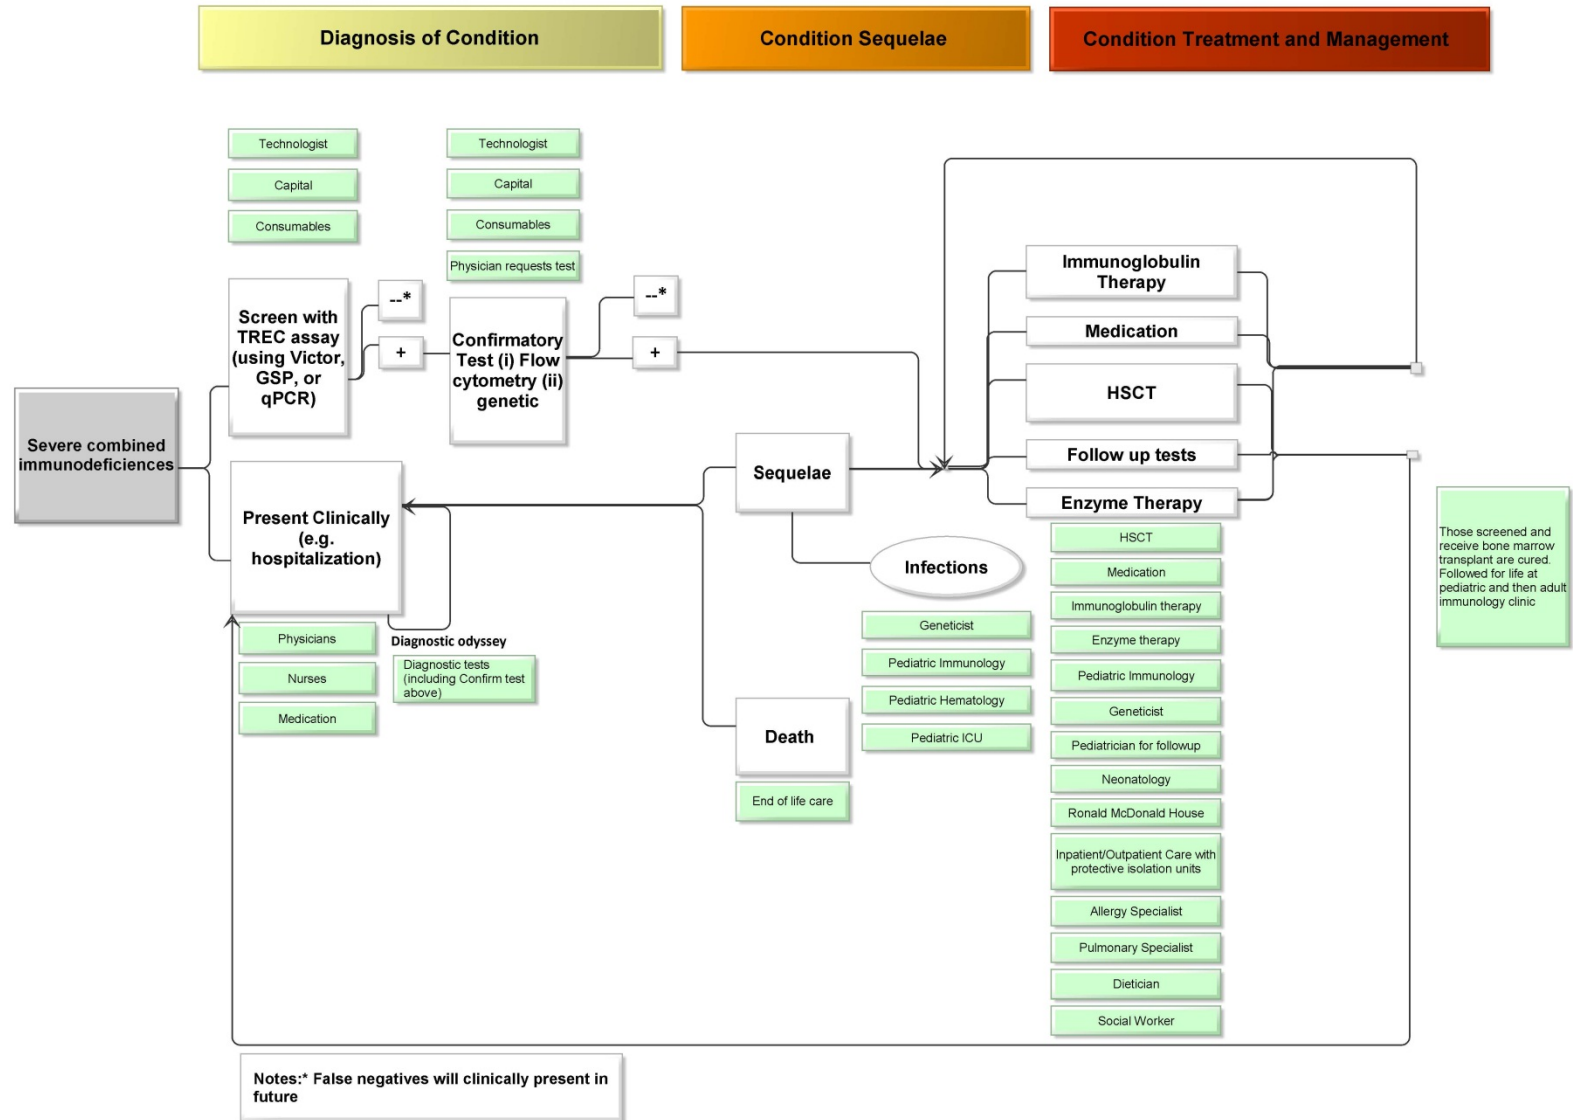 Diagnosis of Condition
Condition Sequelae
Condition Treatment and Management
Technologist
Capital
Consumables
Technologist
Capital
Consumables
Physician requests test
Screen with
TREC assay
(using Victor,
GSP, or
qPCR)
--*
+
Confirmatory
Test (i) Flow
cytometry (ii)
genetic
--*
+
Severe combined
immunodeficiences
Present Clinically
(e.g.
hospitalization)
Diagnostic odyssey
Physicians
Nurses
Medication
Diagnostic tests
(including Confirm test
above)
Sequelae
Infections
Geneticist
Pediatric Immunology
Pediatric Hematology
Pediatric ICU
Death
End of life care
Immunoglobulin
Therapy
Medication
HSCT
Follow up tests
Enzyme Therapy
HSCT
Medication
Immunoglobulin therapy
Enzyme therapy
Pediatric Immunology
Geneticist
Pediatrician for followup
Neonatology
Ronald McDonald House
Inpatient/Outpatient Care with
protective isolation units
Allergy Specialist
Pulmonary Specialist
Dietician
Social Worker
Those screened and
receive bone marrow
transplant are cured.
Followed for life at
pediatric and then adult
immunology clinic
Notes:* False negatives will clinically present in
future